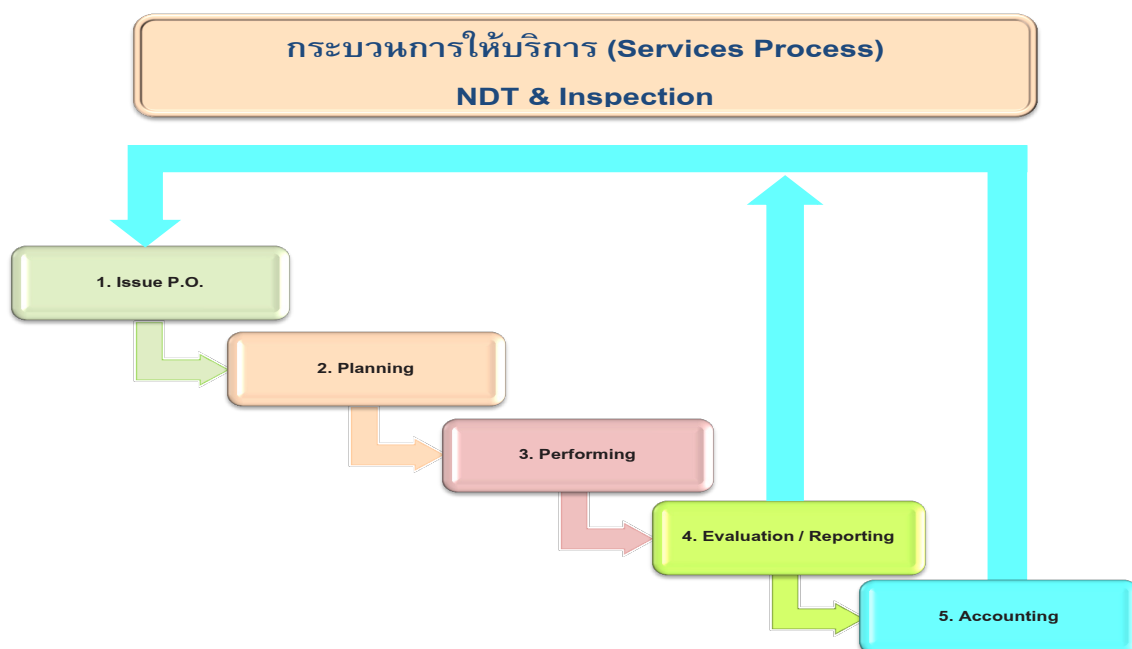 กระบวนการให้บริการ (Services Process)
NDT & Inspection
1. Issue P.O.
2. Planning
3. Performing
4. Evaluation / Reporting
5. Accounting